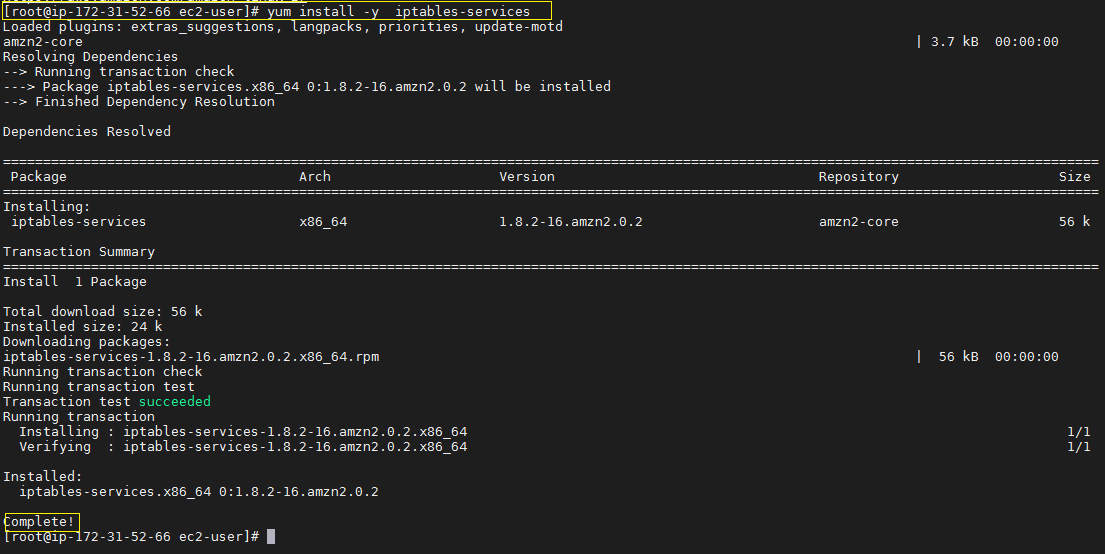 [root@ip-172-31-52-66 ec2-user]# yum install -y  iptables-services
Loaded plugins: extras_suggestions, langpacks, priorities, update-motd
amzn2-core | 3.7 kB  00:00:00
Resolving Dependencies
--> Running transaction check
---> Package iptables-services.x86_64 0:1.8.2-16.amzn2.0.2 will be installed
--> Finished Dependency Resolution
Dependencies Resolved
================================================================================
Package Arch Version Repository Size
================================================================================
Installing:
iptables-services x86_64 1.8.2-16.amzn2.0.2 amzn2-core 56 k
Transaction Summary
================================================================================
Install  1 Package
Total download size: 56 k
Installed size: 24 k
Downloading packages:
iptables-services-1.8.2-16.amzn2.0.2.x86_64.rpm |  56 kB  00:00:00
Running transaction check
Running transaction test
Transaction test succeeded
Running transaction
Installing : iptables-services-1.8.2-16.amzn2.0.2.x86_64 1/1
Verifying  : iptables-services-1.8.2-16.amzn2.0.2.x86_64 1/1
Installed:
iptables-services.x86_64 0:1.8.2-16.amzn2.0.2
Complete!
[root@ip-172-31-52-66 ec2-user]#